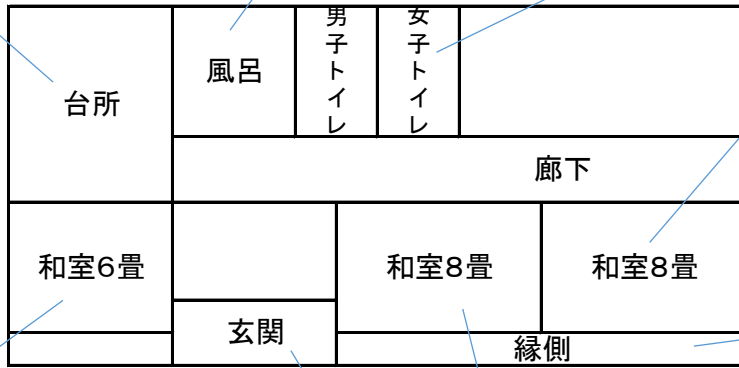 台所
風呂
男子トイレ
女子トイレ
廊下
和室6畳
和室8畳
和室8畳
玄関
縁側